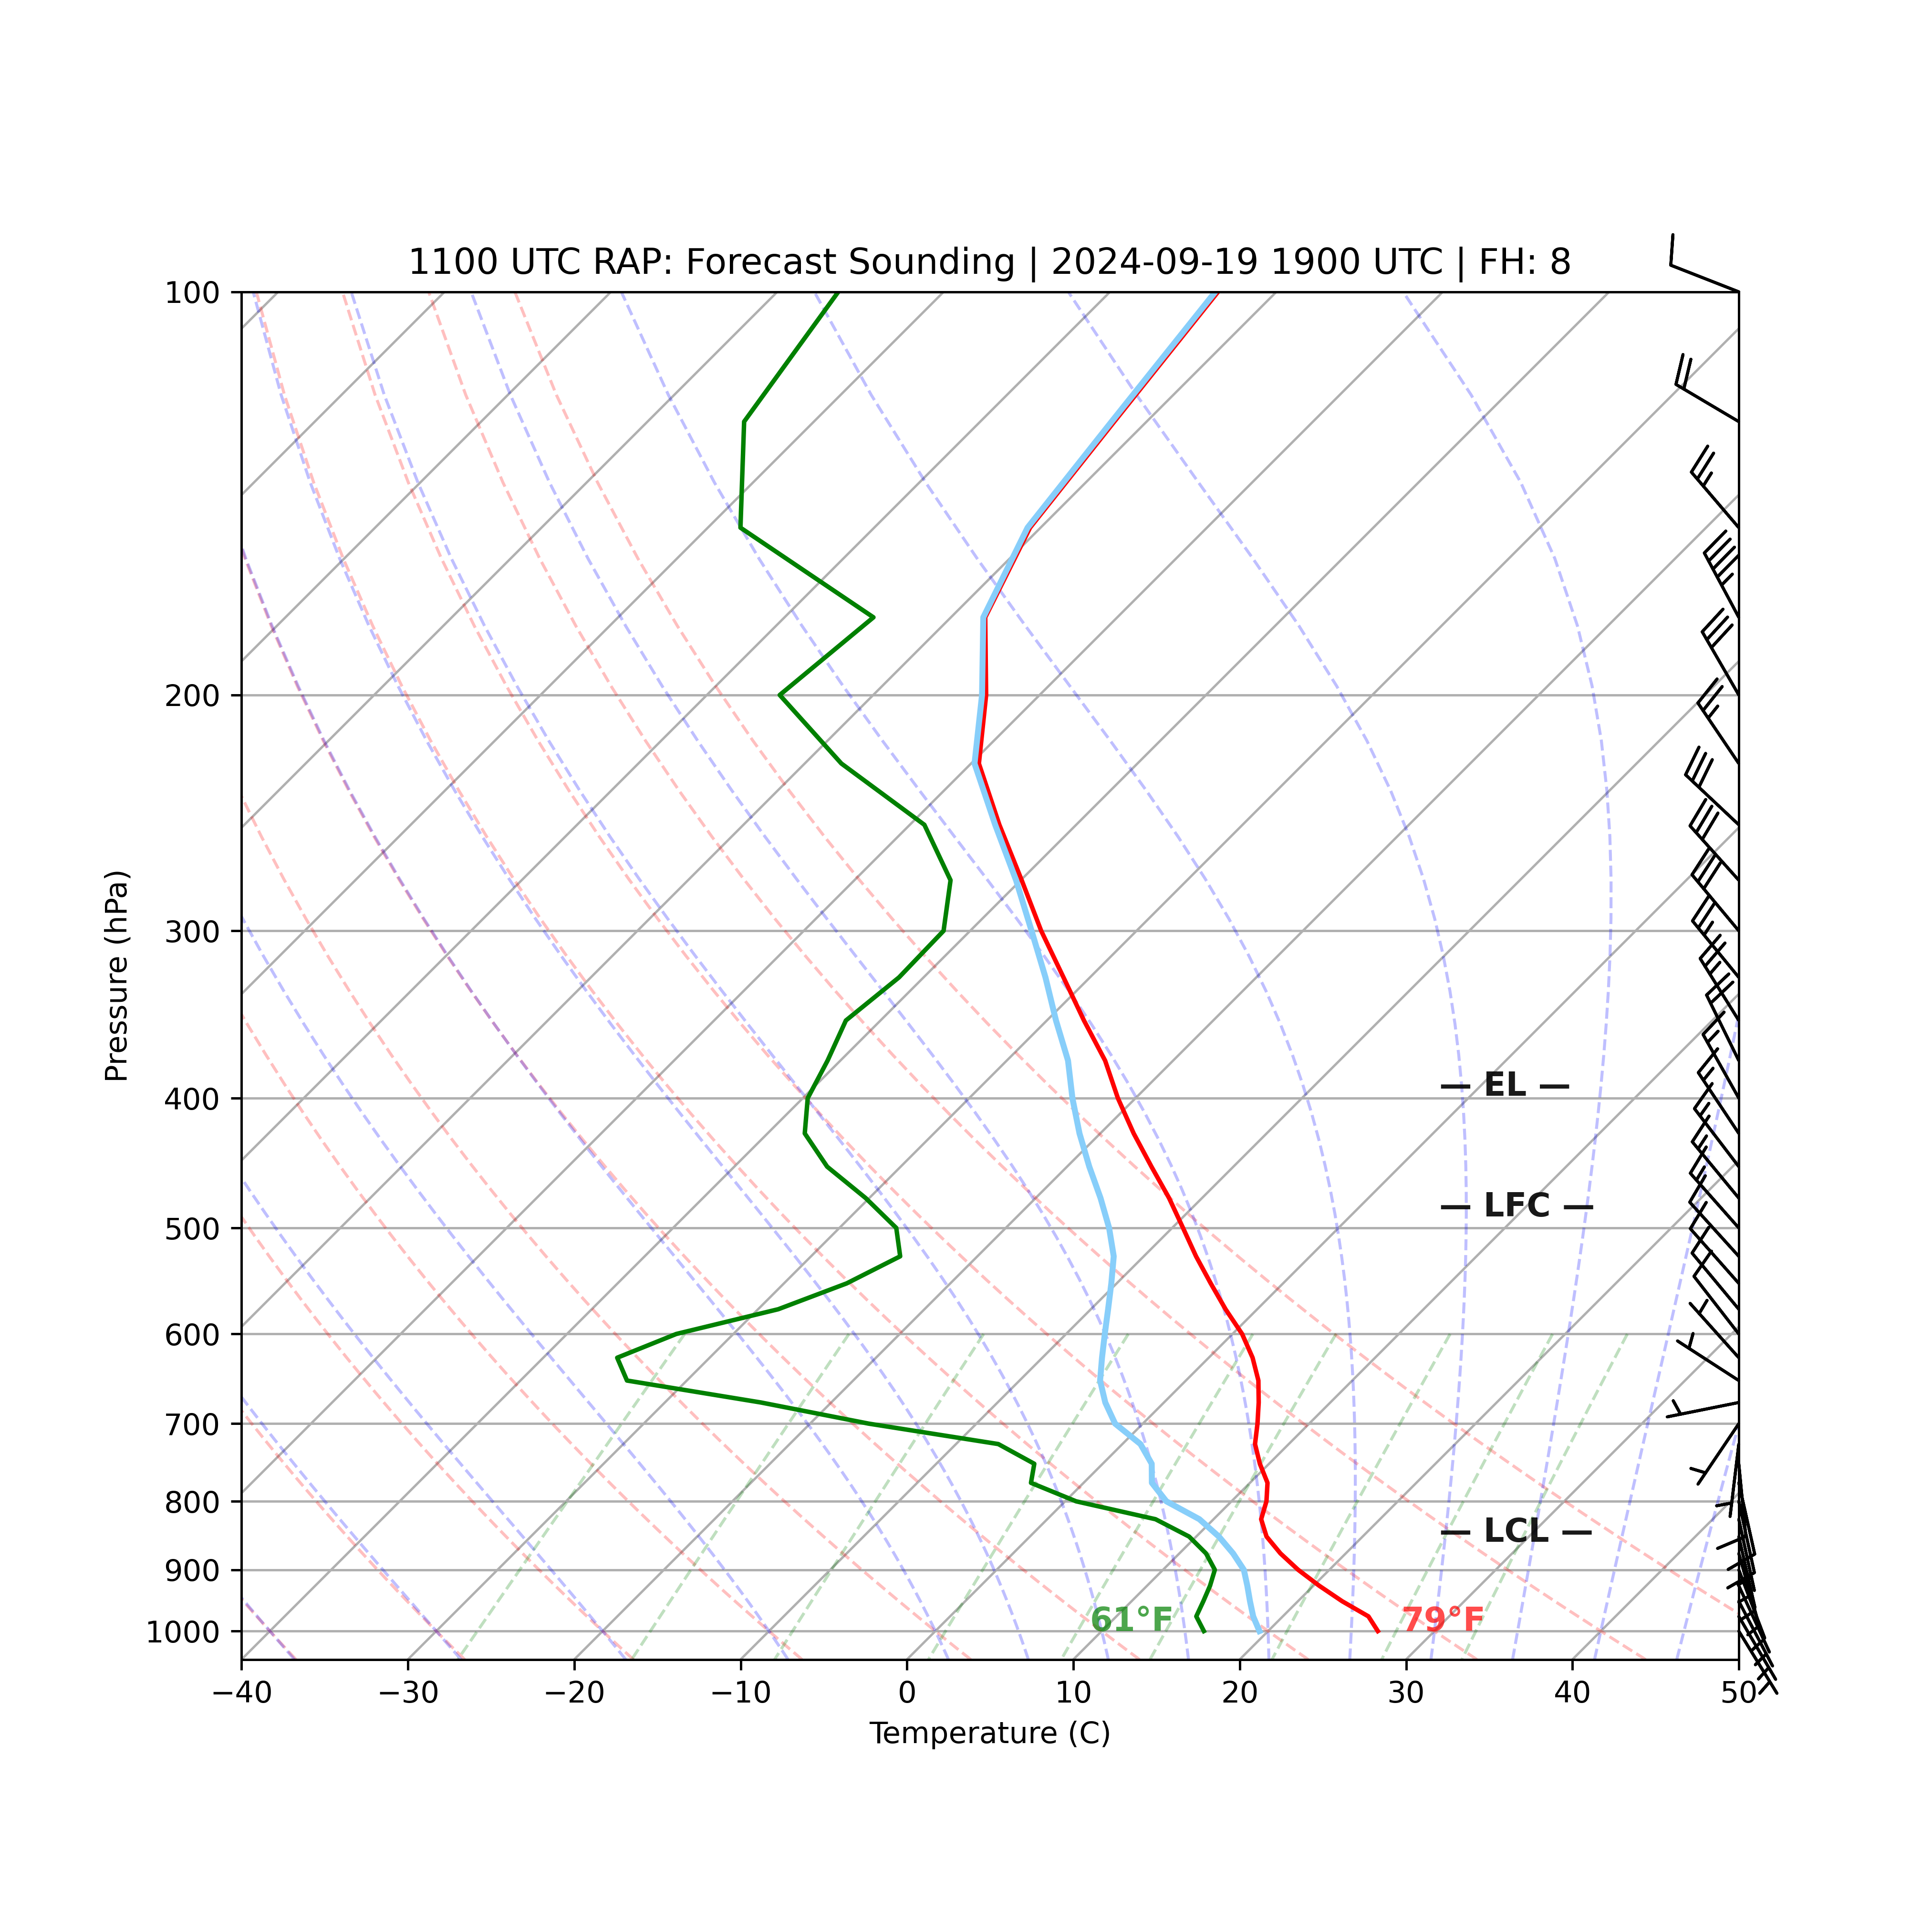 1100 UTC RAP: Forecast Sounding | 2024-09-19 1900 UTC | FH: 8
100
200
300
Pressure (hPa)
400
— EL —
500
— LFC —
600
700
800
— LCL —
900
1000
61°F
79°F
−40 −30 −20 −10 0 10 20 30 40 50
Temperature (C)